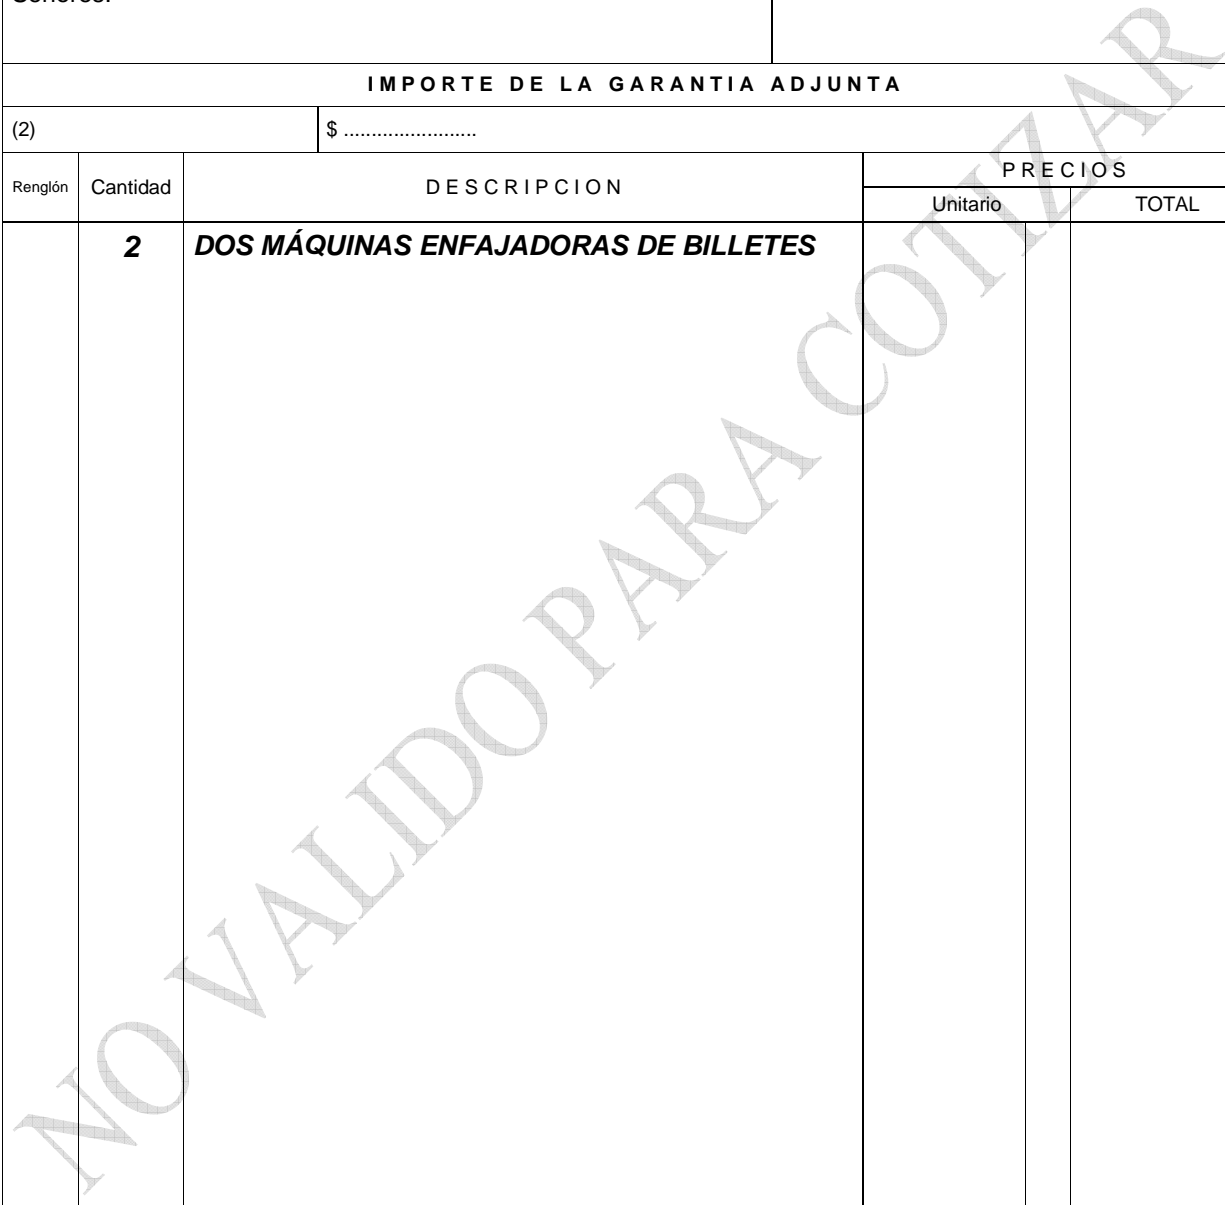 Señores:
IMPORTE DE LA GARANTIA ADJUNTA
(2) $ ........................
Renglón Cantidad DESCRIPCION PRECIOS
Unitario TOTAL
2 DOS MÁQUINAS ENFAJADORAS DE BILLETES
NO VALIDO PARA COTIZAR